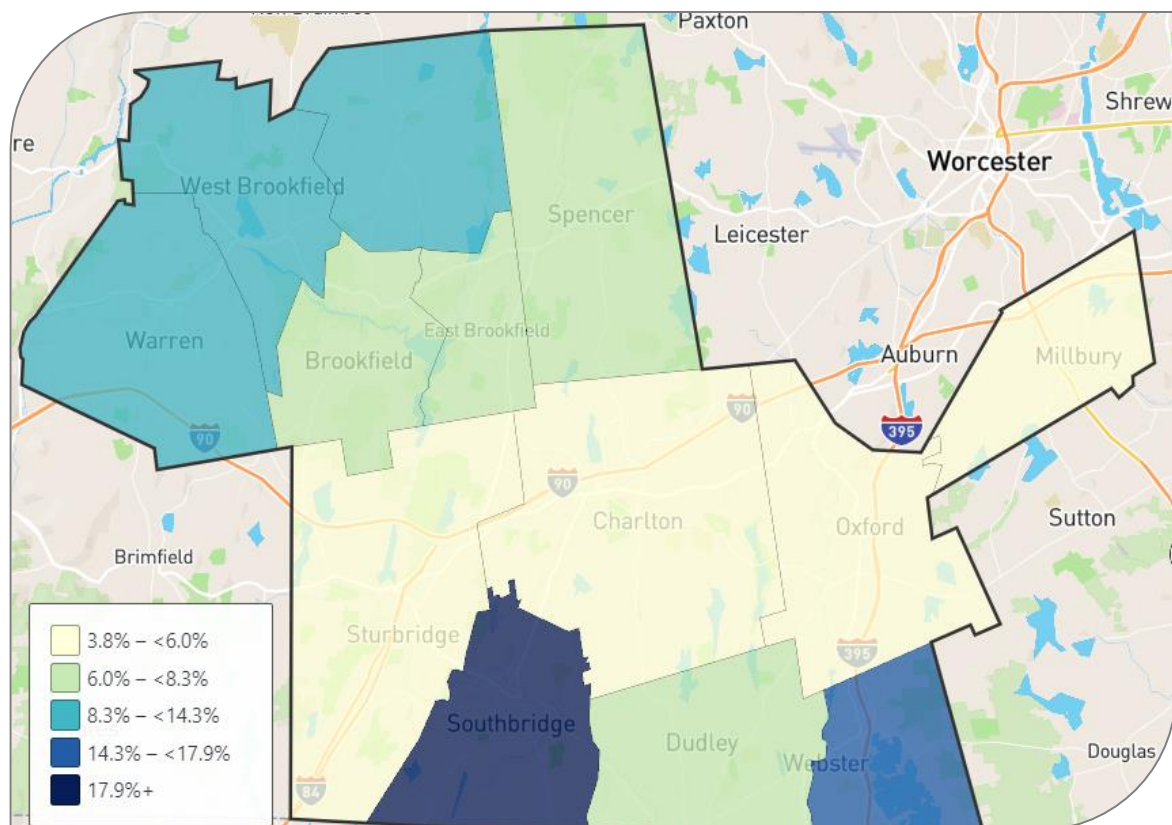 Paxton
re
Shrew
Worcester
West Brookfield
Spencer
Leicester
East Brookfield
Warren
Brookfield
Auburn
Millbury
90
90
395
90
Charlton
Oxford
Sutton
Brimfield
Sturbridge
395
3.8% – <6.0%
6.0% – <8.3%
8.3% – <14.3%
14.3% – <17.9%
17.9%+
Southbridge
Dudley
Webster
Douglas
84